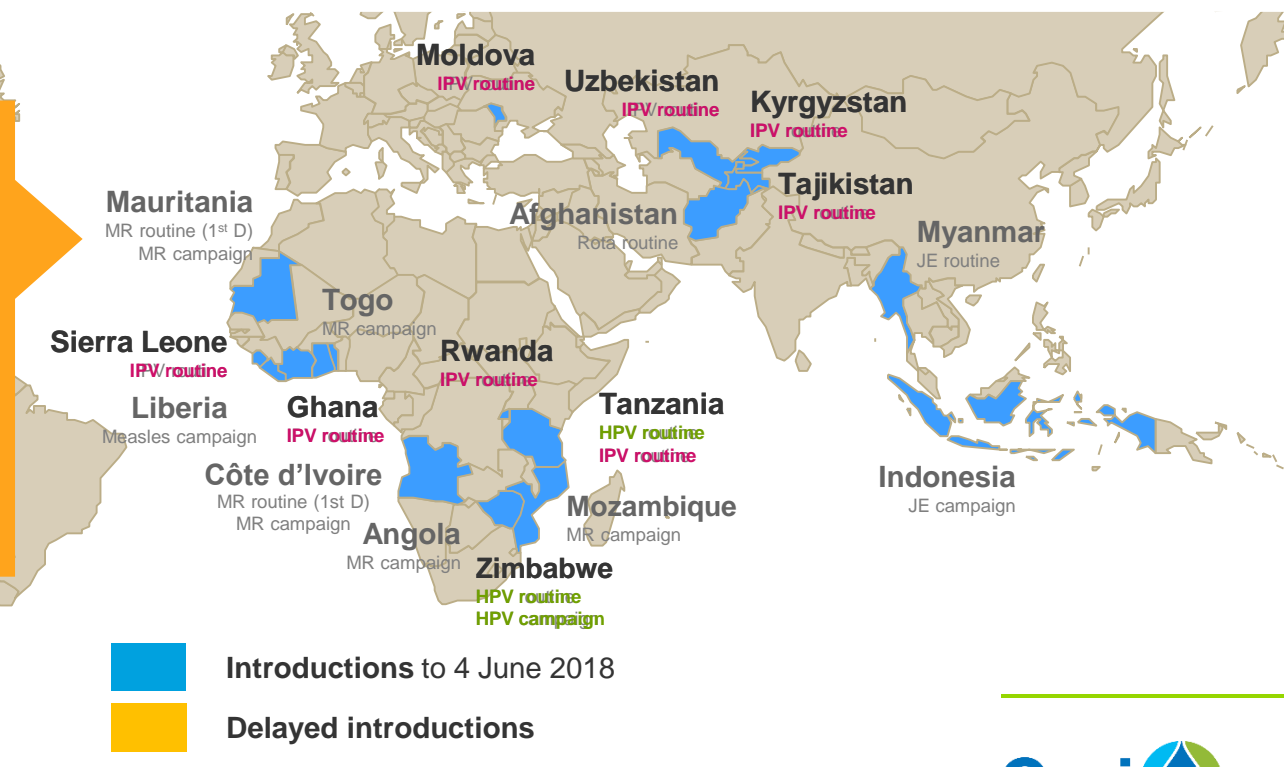 Moldova
IPV routine
Uzbekistan
IPV routine
Kyrgyzstan
IPV routine
Tajikistan
IPV routine
Afghanistan
Rota routine
Myanmar
JE routine
Mauritania
MR routine (1st D)
MR campaign
Togo
MR campaign
Sierra Leone
IPV routine
Rwanda
IPV routine
Liberia
Measles campaign
Ghana
IPV routine
Tanzania
HPV routine
IPV routine
Côte d'Ivoire
MR routine (1st D)
MR campaign
Angola
MR campaign
Mozambique
MR campaign
Indonesia
JE campaign
Zimbabwe
HPV routine
HPV campaign
Introductions to 4 June 2018
Delayed introductions